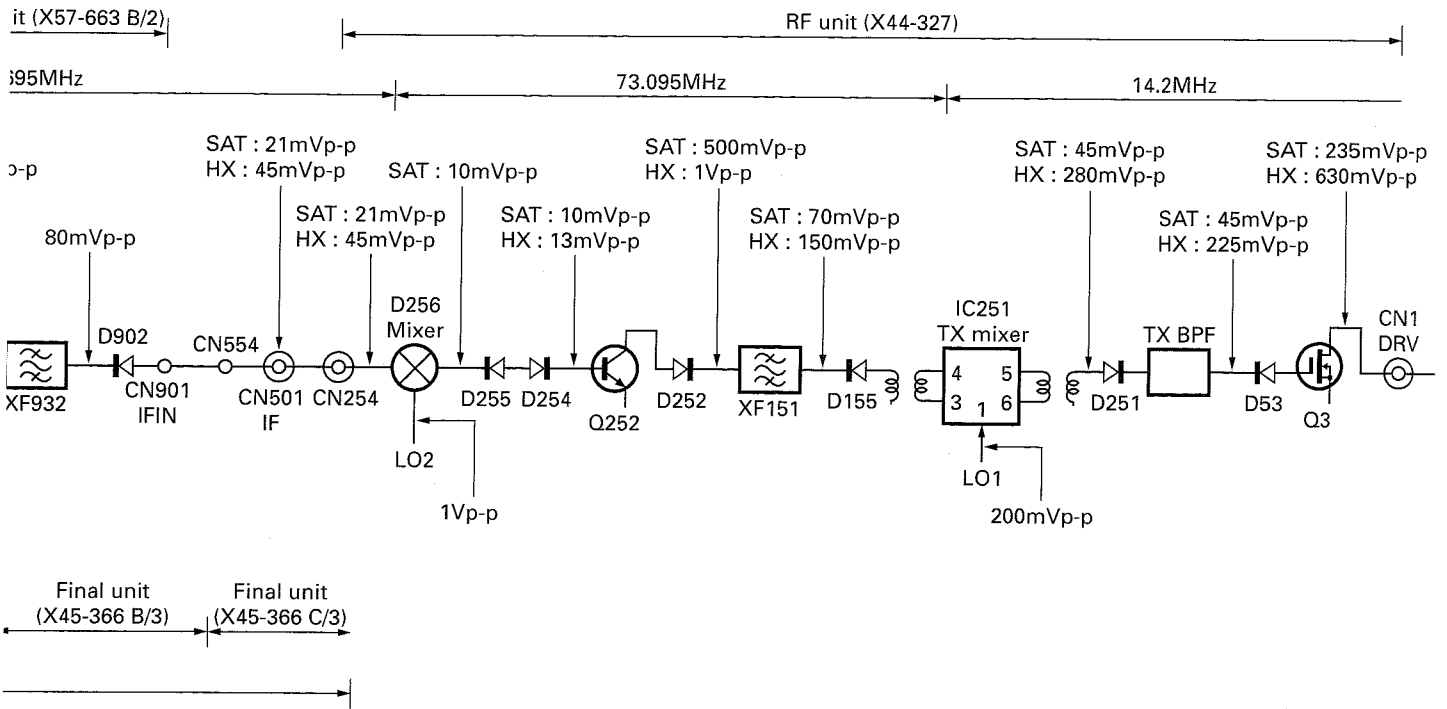 it (X57-663 B/2)
RF unit (X44-327)
695MHz
73.095MHz
14.2MHz
SAT : 21mVp-p
HX : 45mVp-p
SAT : 10mVp-p
SAT : 500mVp-p
HX : 1Vp-p
SAT : 45mVp-p
HX : 280mVp-p
SAT : 235mVp-p
HX : 630mVp-p
p-p
80mVp-p
SAT : 21mVp-p
HX : 45mVp-p
SAT : 10mVp-p
HX : 13mVp-p
SAT : 70mVp-p
HX : 150mVp-p
SAT : 45mVp-p
HX : 225mVp-p
D256
Mixer
IC251
TX mixer
TX BPF
CN1
DRV
D902
CN554
XF932
CN901
IFIN
CN501
IF
CN254
D255
D254
Q252
D252
XF151
D155
4
3
5
6
1
D251
D53
Q3
LO2
LO1
1Vp-p
200mVp-p
Final unit
(X45-366 B/3)
Final unit
(X45-366 C/3)